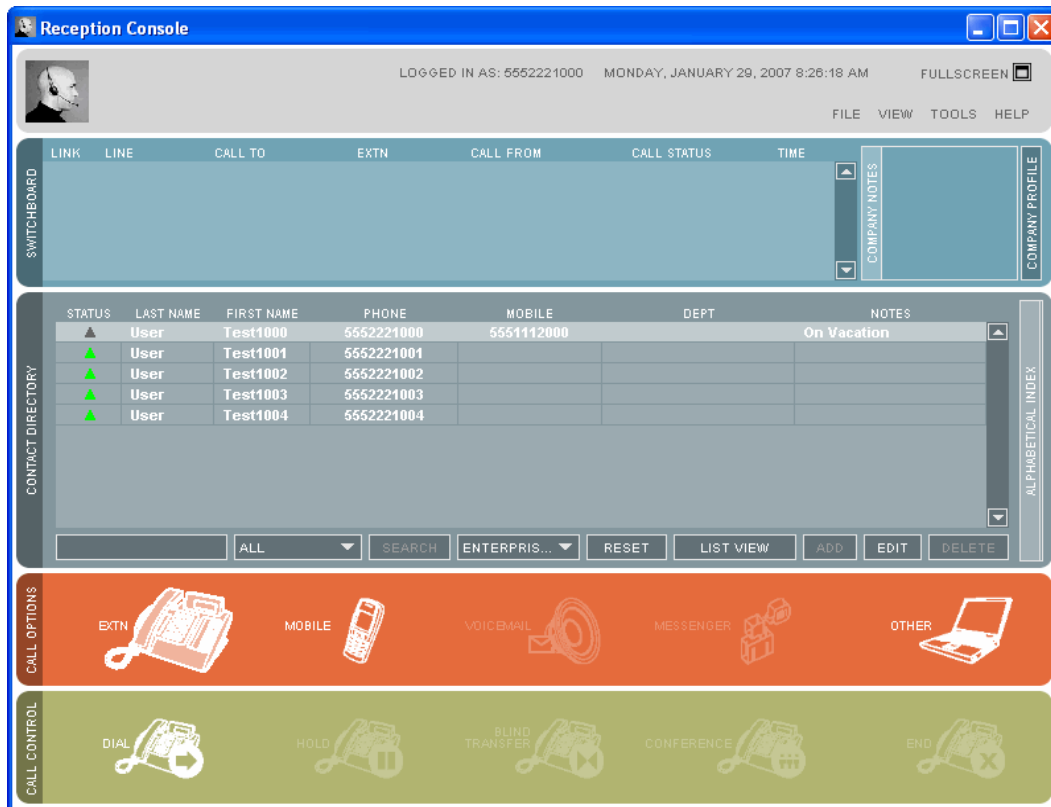 Reception Console
LOGGED IN AS: 5552221000 MONDAY, JANUARY 29, 2007 8:26:18 AM FULLSCREEN
FILE VIEW TOOLS HELP
SWITCHBOARD
LINK LINE CALL TO EXTN CALL FROM CALL STATUS TIME
COMPANY NOTES
COMPANY PROFILE
CONTACT DIRECTORY
STATUS LAST NAME FIRST NAME PHONE MOBILE DEPT NOTES
User Test1000 5552221000 5551112000 On Vacation
User Test1001 5552221001
User Test1002 5552221002
User Test1003 5552221003
User Test1004 5552221004
ALPHABETICAL INDEX
ALL SEARCH ENTERPRIS... RESET LIST VIEW ADD EDIT DELETE
CALL OPTIONS
EXTN MOBILE VOICEMAIL MESSENGER OTHER
CALL CONTROL
DIAL HOLD BLIND TRANSFER CONFERENCE END